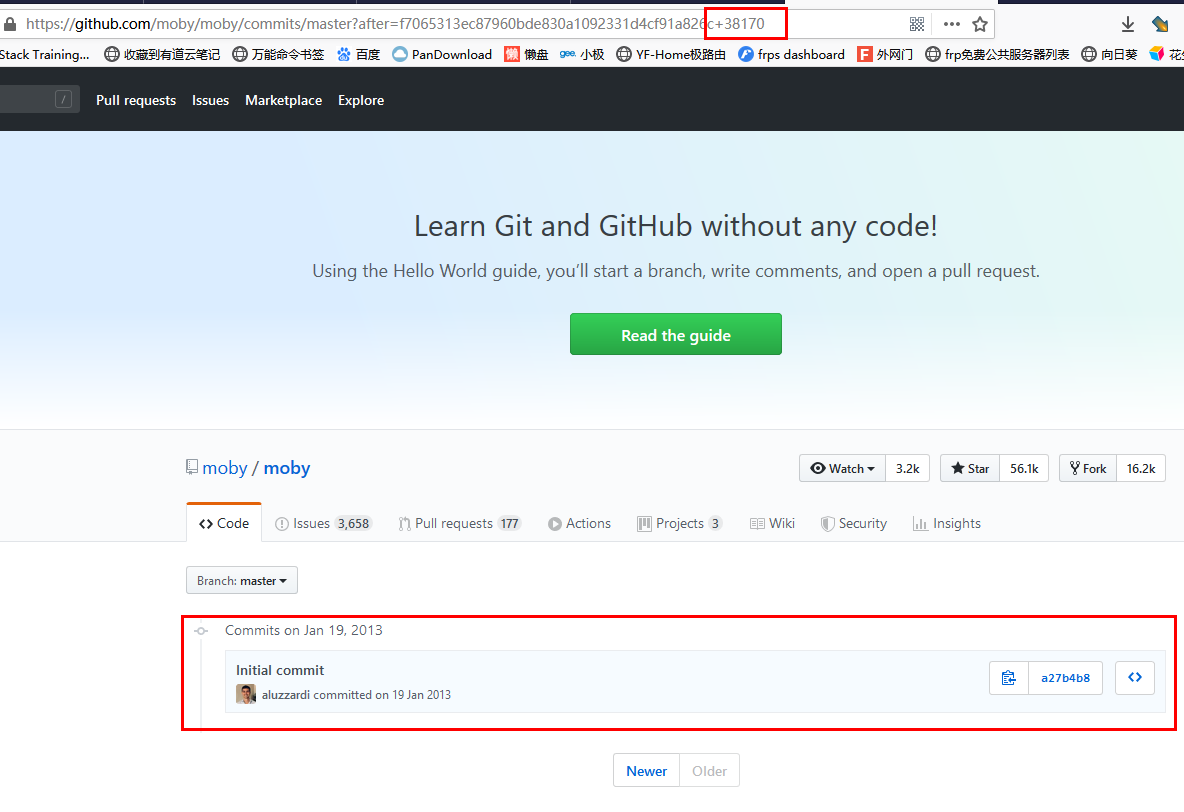 https://github.com/moby/moby/commits/master?after=f7065313ec87960bde830a1092331d4cf91a826c+38170
Stack Training... 收藏到有道云笔记 万能命令书签 百度 PanDownload 懒 懒盘 gee. 小极 YF-Home极路由 frps dashboard F 外网门 frp免费公共服务器列表 向日葵 花生
/ Pull requests Issues Marketplace Explore
Learn Git and GitHub without any code!
Using the Hello World guide, you’ll start a branch, write comments, and open a pull request.
Read the guide
moby / moby Watch 3.2k Star 56.1k Fork 16.2k
Code Issues 3,658 Pull requests 177 Actions Projects 3 Wiki Security Insights
Branch: master
Commits on Jan 19, 2013
Initial commit
aluzzardi committed on 19 Jan 2013
a27b4b8
Newer Older